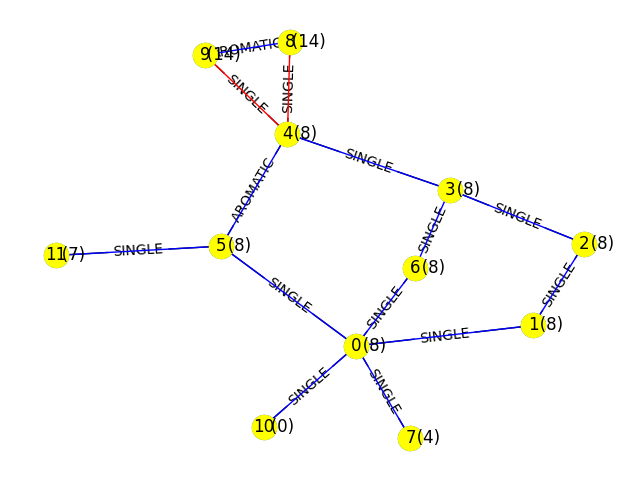 8(14)
9(14)
AROMATIC
SINGLE
SINGLE
4(8)
SINGLE
AROMATIC
3(8)
SINGLE
SINGLE
5(8)
2(8)
11(7)
SINGLE
6(8)
SINGLE
SINGLE
SINGLE
1(8)
SINGLE
0(8)
SINGLE
SINGLE
10(0)
7(4)